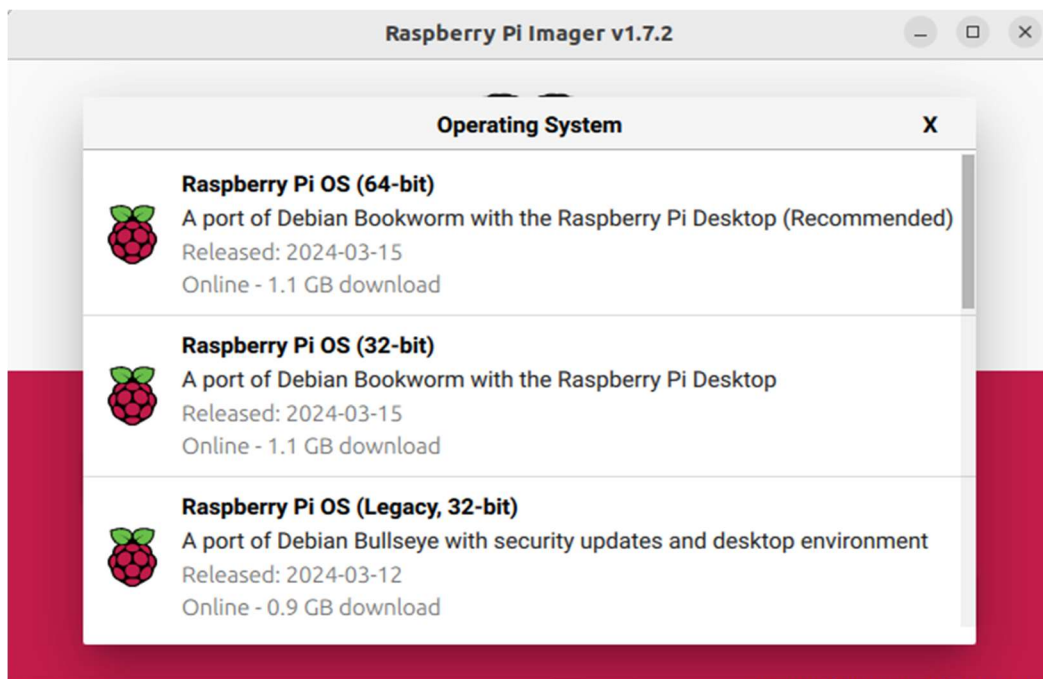 Raspberry Pi Imager v1.7.2
Operating System X
Raspberry Pi OS (64-bit)
A port of Debian Bookworm with the Raspberry Pi Desktop (Recommended)
Released: 2024-03-15
Online - 1.1 GB download
Raspberry Pi OS (32-bit)
A port of Debian Bookworm with the Raspberry Pi Desktop
Released: 2024-03-15
Online - 1.1 GB download
Raspberry Pi OS (Legacy, 32-bit)
A port of Debian Bullseye with security updates and desktop environment
Released: 2024-03-12
Online - 0.9 GB download